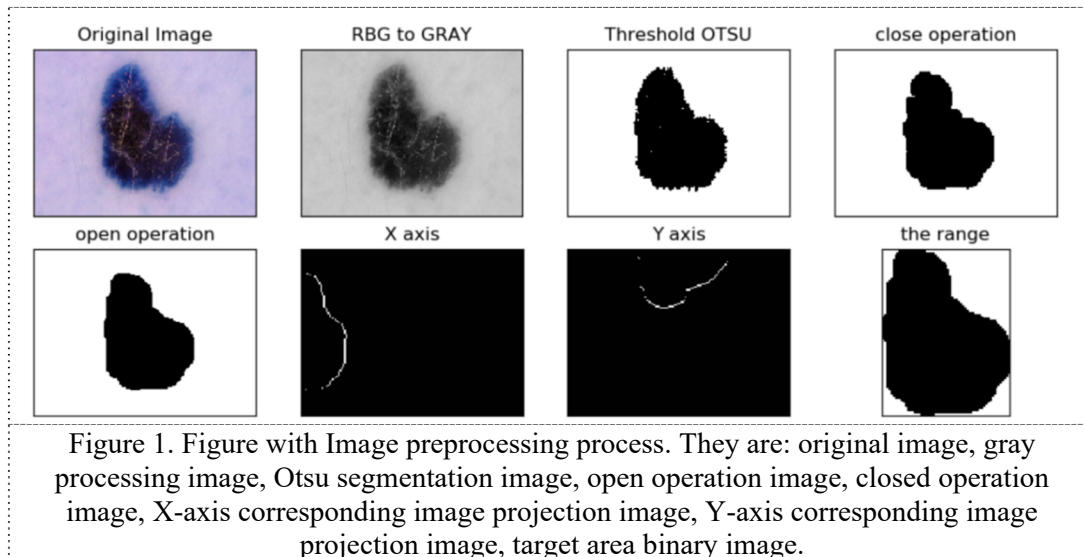 Original Image
RBG to GRAY
Threshold OTSU
close operation
open operation
X axis
Y axis
the range
Figure 1. Figure with Image preprocessing process. They are: original image, gray
processing image, Otsu segmentation image, open operation image, closed operation
image, X-axis corresponding image projection image, Y-axis corresponding image
projection image, target area binary image.